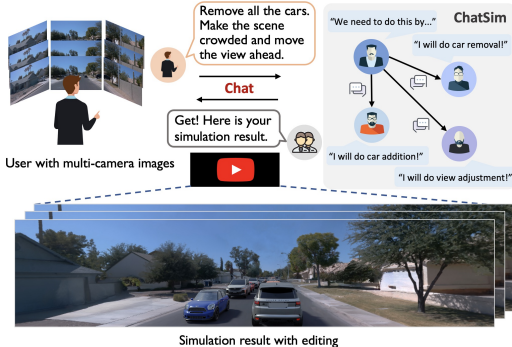 Remove all the cars.
Make the scene
crowded and move
the view ahead.
Chat
Get! Here is your
simulation result.
User with multi-camera images
ChatSim
“We need to do this by...”
“I will do car removal!”
“I will do car addition!”
“I will do view adjustment!”
Simulation result with editing